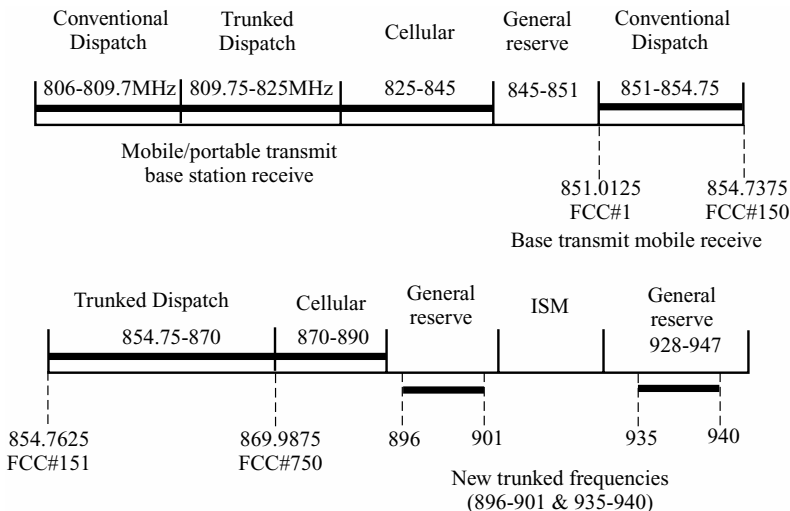 Conventional Dispatch
Trunked Dispatch
Cellular
General reserve
Conventional Dispatch
806-809.7MHz
809.75-825MHz
825-845
845-851
851-854.75
Mobile/portable transmit
base station receive
851.0125
FCC#1
854.7375
FCC#150
Base transmit mobile receive
Trunked Dispatch
Cellular
General reserve
ISM
General reserve
854.75-870
870-890
928-947
854.7625
FCC#151
869.9875
FCC#750
896
901
935
940
New trunked frequencies
(896-901 & 935-940)